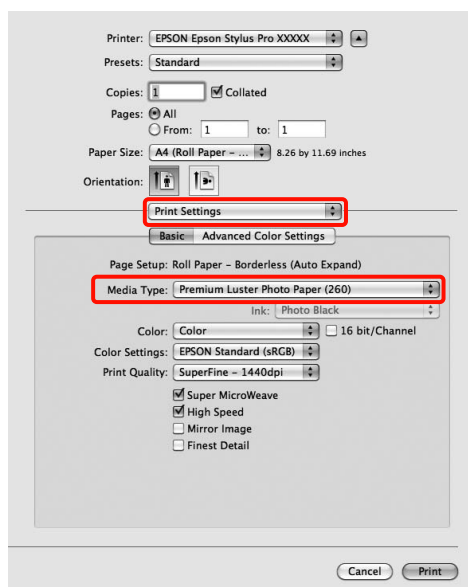 Printer: EPSON Epson Stylus Pro XXXXX
Presets: Standard
Copies: 1 Collated
Pages: All
From: 1 to: 1
Paper Size: A4 (Roll Paper – ... 8.26 by 11.69 inches
Orientation:
Print Settings
Basic Advanced Color Settings
Page Setup: Roll Paper – Borderless (Auto Expand)
Media Type: Premium Luster Photo Paper (260)
Ink: Photo Black
Color: Color 16 bit/Channel
Color Settings: EPSON Standard (sRGB)
Print Quality: SuperFine – 1440dpi
Super MicroWeave
High Speed
Mirror Image
Finest Detail
Cancel Print